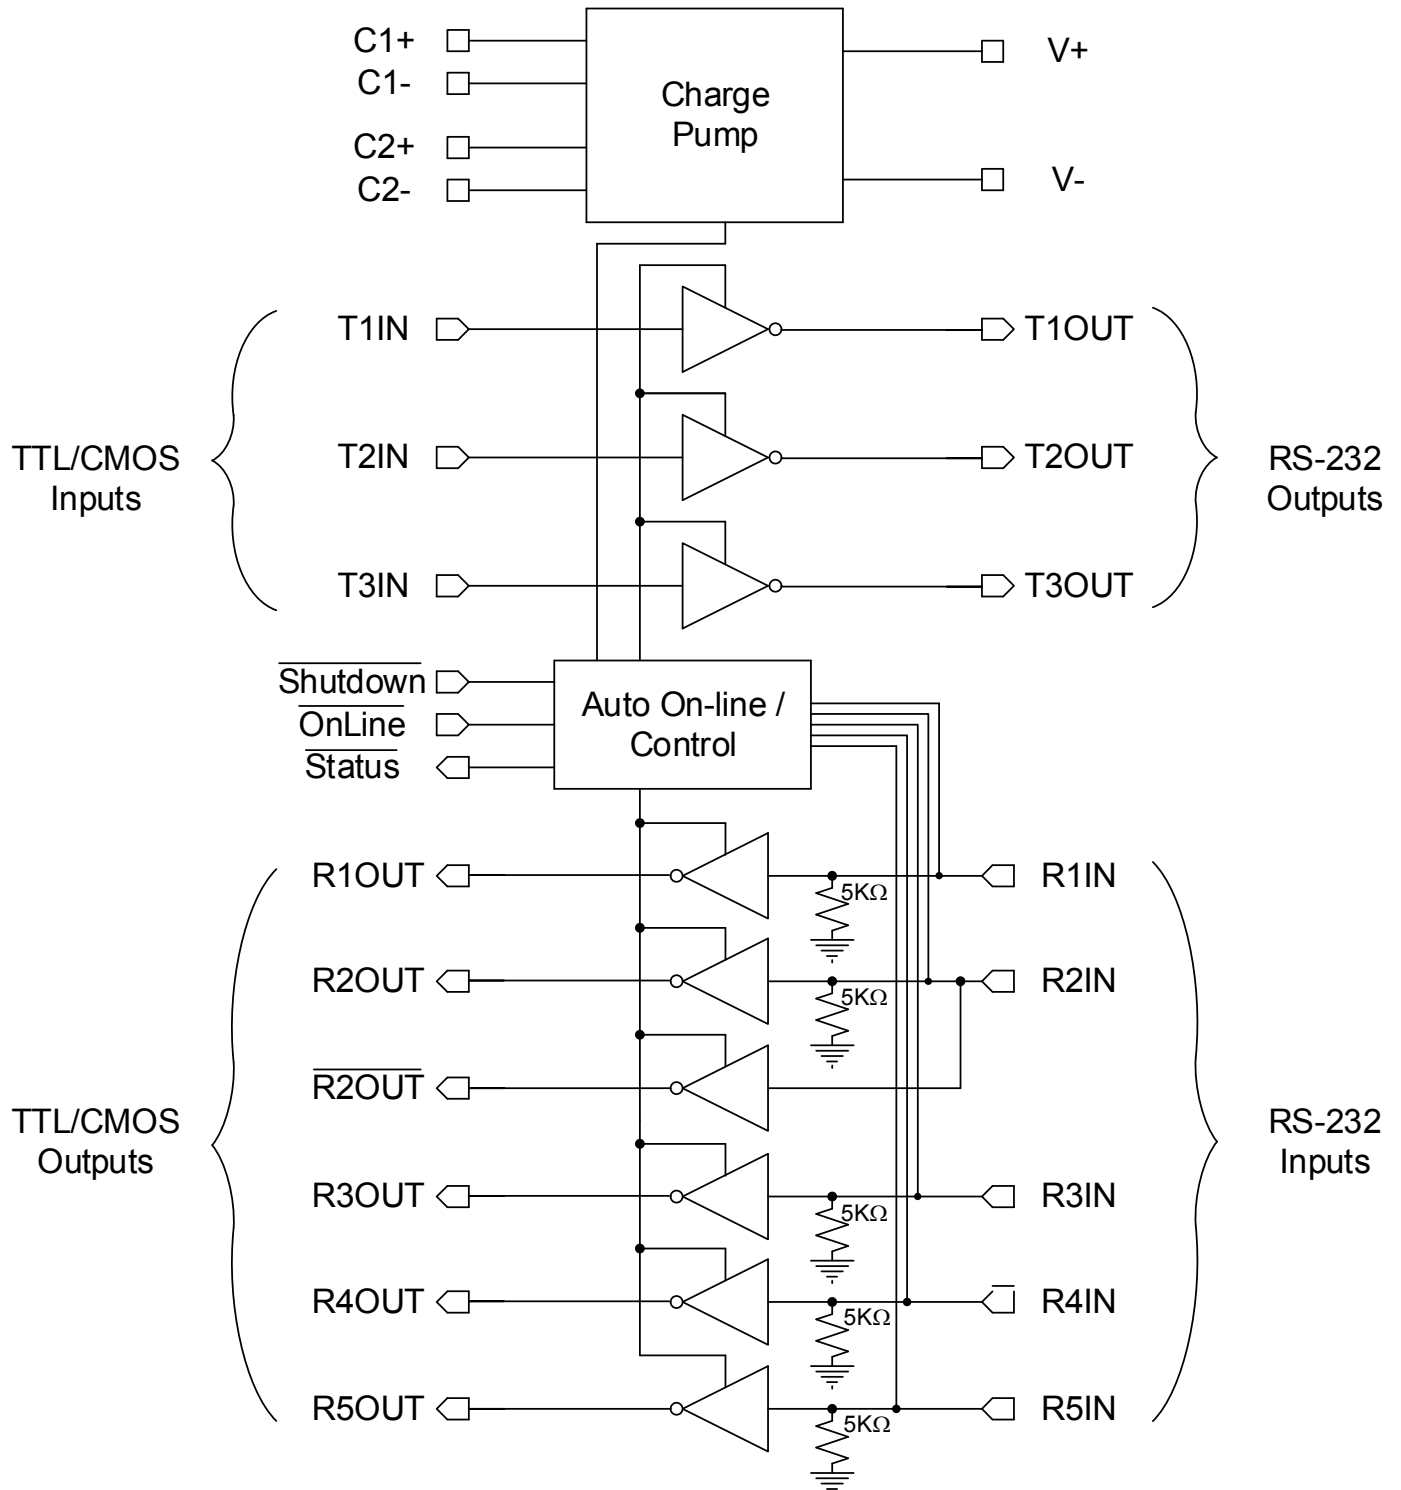 C1+
C1-
C2+
C2-
Charge
Pump
V+
V-
T1IN
T1OUT
T2IN
T2OUT
T3IN
T3OUT
TTL/CMOS
Inputs
RS-232
Outputs
Shutdown
OnLine
Status
Auto On-line /
Control
R1OUT
5KΩ
R1IN
R2OUT
5KΩ
R2IN
R2OUT
TTL/CMOS
Outputs
RS-232
Inputs
R3OUT
5KΩ
R3IN
R4OUT
5KΩ
R4IN
R5OUT
5KΩ
R5IN